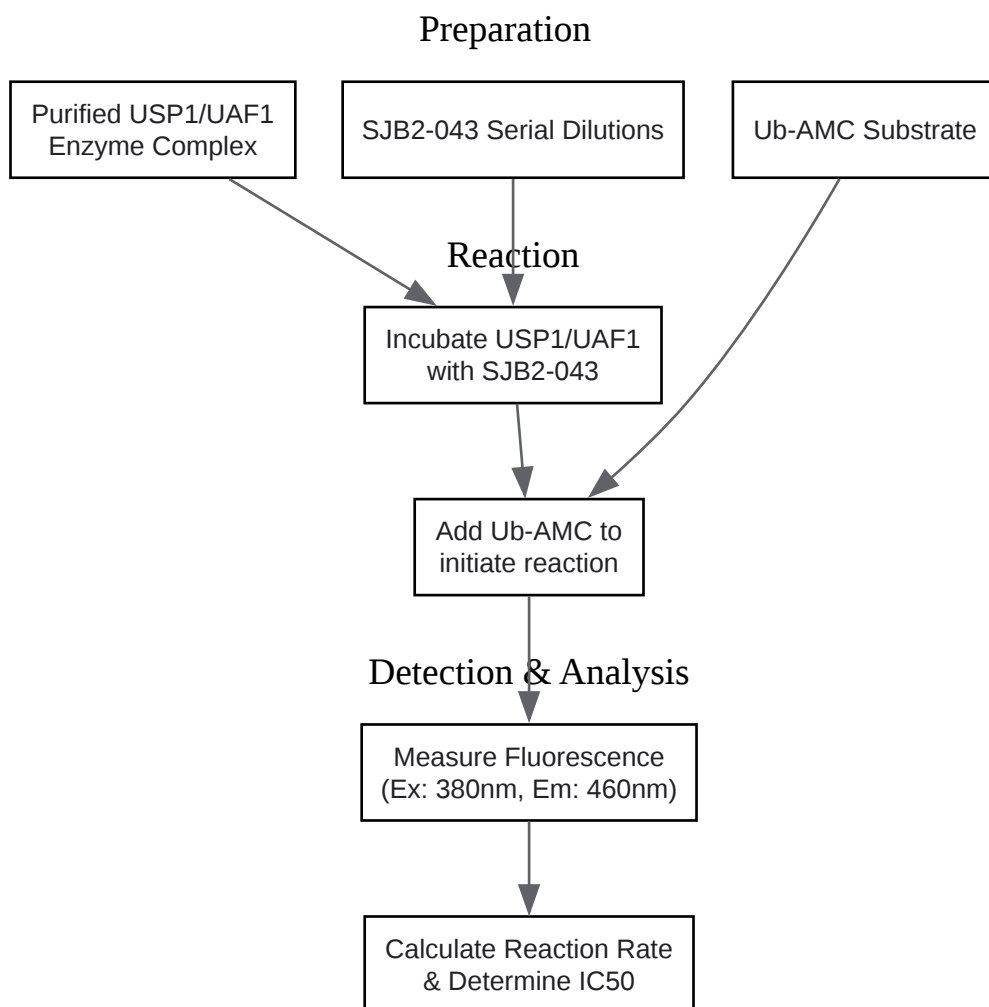 Preparation
Purified USP1/UAF1
Enzyme Complex
SJB2-043 Serial Dilutions
Ub-AMC Substrate
Reaction
Incubate USP1/UAF1
with SJB2-043
Add Ub-AMC to
initiate reaction
Detection & Analysis
Measure Fluorescence
(Ex: 380nm, Em: 460nm)
Calculate Reaction Rate
& Determine IC50